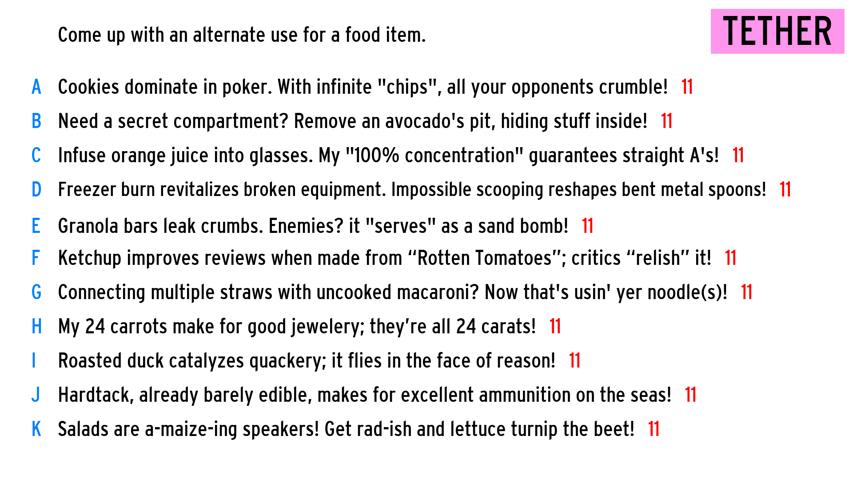 Come up with an alternate use for a food item.
TETHER
A Cookies dominate in poker. With infinite "chips", all your opponents crumble! 11
B Need a secret compartment? Remove an avocado's pit, hiding stuff inside! 11
C Infuse orange juice into glasses. My "100% concentration" guarantees straight A's! 11
D Freezer burn revitalizes broken equipment. Impossible scooping reshapes bent metal spoons! 11
E Granola bars leak crumbs. Enemies? it "serves" as a sand bomb! 11
F Ketchup improves reviews when made from “Rotten Tomatoes”; critics “relish” it! 11
G Connecting multiple straws with uncooked macaroni? Now that's usin' yer noodle(s)! 11
H My 24 carrots make for good jewelery; they’re all 24 carats! 11
I Roasted duck catalyzes quackery; it flies in the face of reason! 11
J Hardtack, already barely edible, makes for excellent ammunition on the seas! 11
K Salads are a-maize-ing speakers! Get rad-ish and lettuce turnip the beet! 11